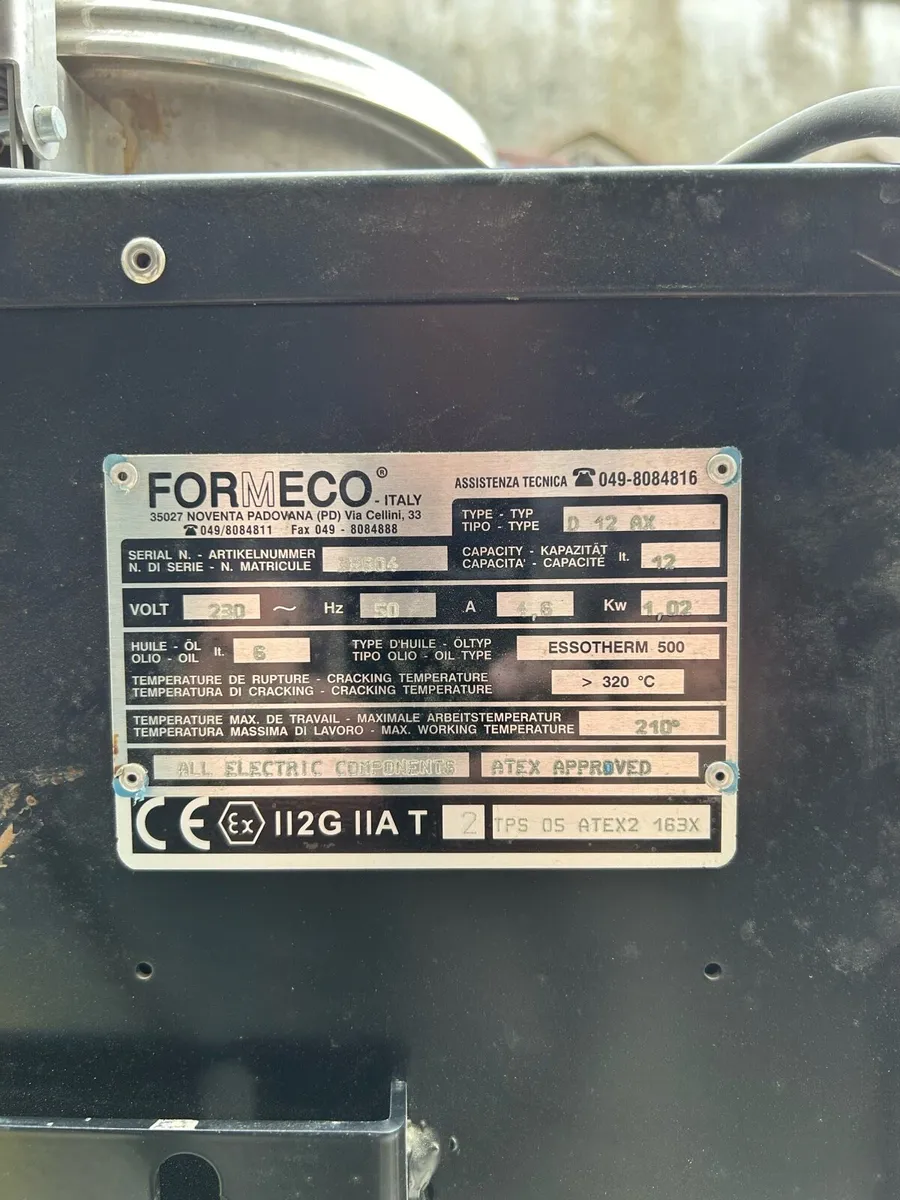 FORMECO® - ITALY
35027 NOVENTA PADOVANA (PD) Via Cellini, 33
☎ 049/8084811 Fax 049 - 8084888
ASSISTENZA TECNICA ☎ 049-8084816
TYPE - TYP
TIPO - TYPE D 12 AX
SERIAL N. - ARTIKELNUMMER
N. DI SERIE - N. MATRICULE
CAPACITY - KAPAZITÄT
CAPACITA' - CAPACITÉ lt. 12
VOLT 230 ~ Hz 50 A Kw 1,02
HUILE - ÖL
OLIO - OIL lt. 6
TYPE D'HUILE - ÖLTYP
TIPO OLIO - OIL TYPE ESSOTHERM 500
TEMPERATURE DE RUPTURE - CRACKING TEMPERATURE
TEMPERATURA DI CRACKING - CRACKING TEMPERATURE > 320 °C
TEMPERATURE MAX. DE TRAVAIL - MAXIMALE ARBEITSTEMPERATUR
TEMPERATURA MASSIMA DI LAVORO - MAX. WORKING TEMPERATURE 210°
ALL ELECTRIC COMPONENTS ATEX APPROVED
CE Ex II2G IIA T 2 TPS 05 ATEX2 163X